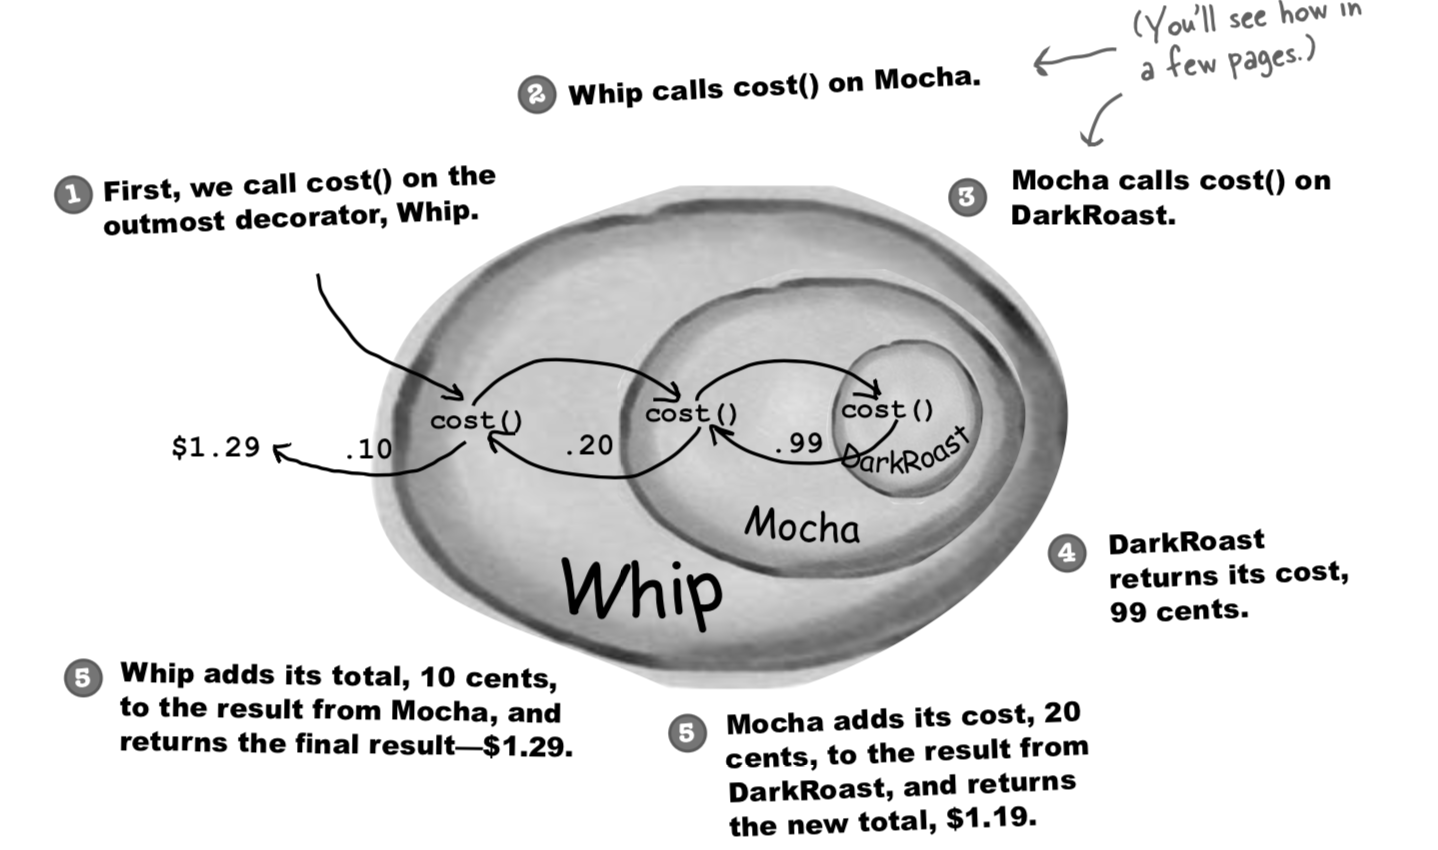 (You'll see how in
a few pages.)
2 Whip calls cost() on Mocha.
1 First, we call cost() on the
outmost decorator, Whip.
3 Mocha calls cost() on
DarkRoast.
cost()
cost()
cost()
$1.29
.10
.20
.99
DarkRoast
Mocha
Whip
4 DarkRoast
returns its cost,
99 cents.
5 Whip adds its total, 10 cents,
to the result from Mocha, and
returns the final result—$1.29.
5 Mocha adds its cost, 20
cents, to the result from
DarkRoast, and returns
the new total, $1.19.